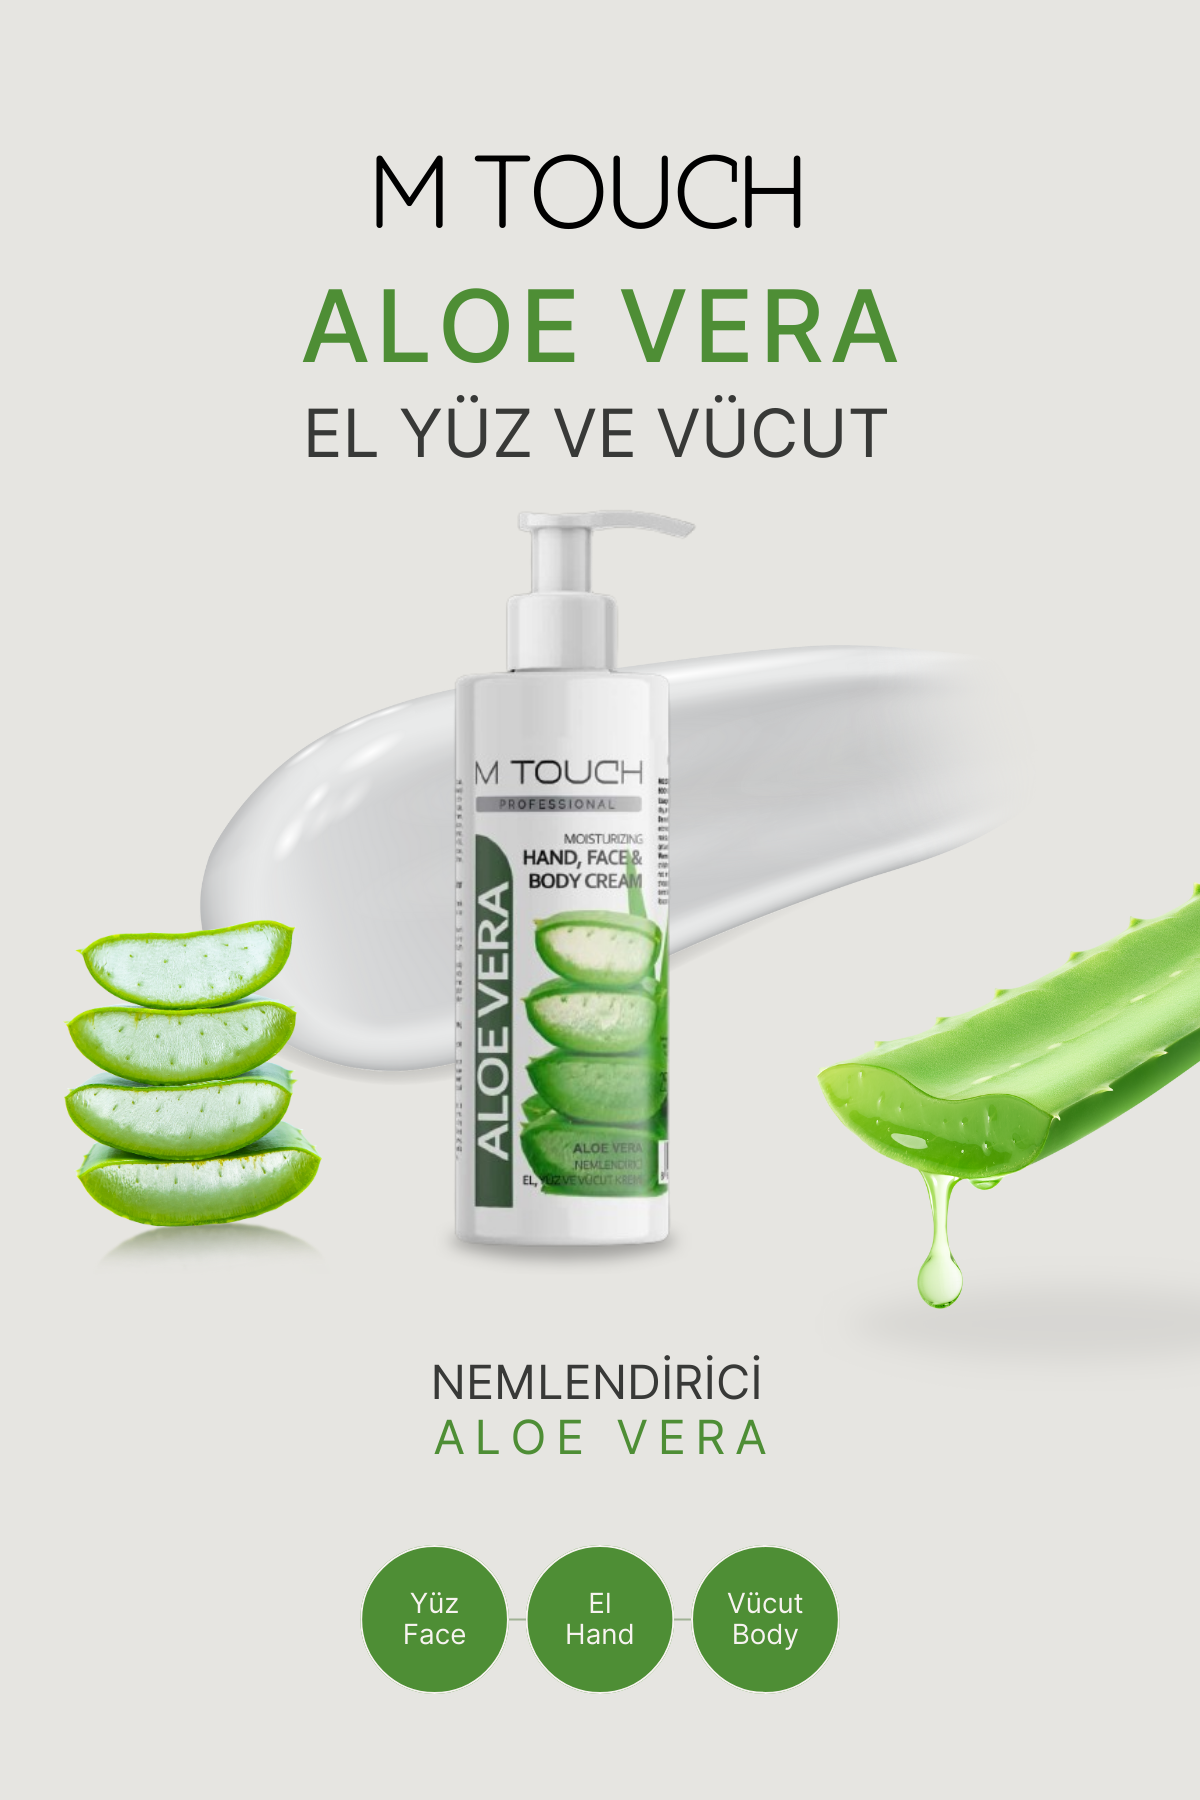 M TOUCH
ALOE VERA
EL YÜZ VE VÜCUT
M TOUCH
PROFESSIONAL
MOISTURIZING
HAND, FACE &
BODY CREAM
ALOE VERA
ALOE VERA
NEMLENDİRİCİ
EL, YÜZ VE VÜCUT KREMİ
NEMLENDİRİCİ
ALOE VERA
Yüz
Face
El
Hand
Vücut
Body